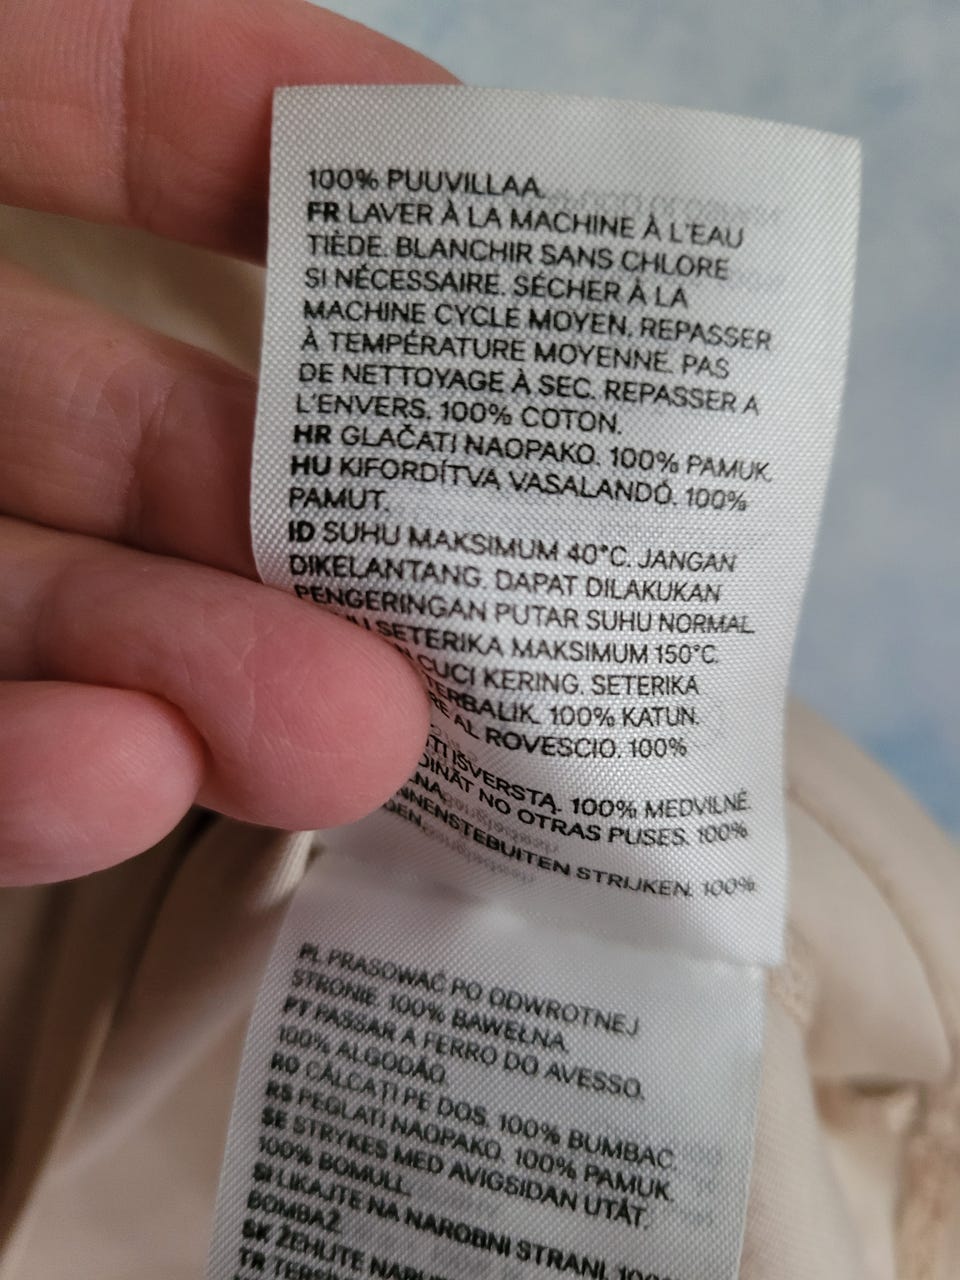 100% PUUVILLAA.
FR LAVER À LA MACHINE À L'EAU
TIÈDE. BLANCHIR SANS CHLORE
SI NÉCESSAIRE. SÉCHER À LA
MACHINE CYCLE MOYEN. REPASSER
À TEMPÉRATURE MOYENNE. PAS
DE NETTOYAGE À SEC. REPASSER A
L'ENVERS. 100% COTON.
HR GLAČATI NAOPAKO. 100% PAMUK.
HU KIFORDÍTVA VASALANDÓ. 100%
PAMUT.
ID SUHU MAKSIMUM 40°C. JANGAN
DIKELANTANG. DAPAT DILAKUKAN
PENGERINGAN PUTAR SUHU NORMAL
SETERIKA MAKSIMUM 150°C.
CUCI KERING. SETERIKA
TERBALIK. 100% KATUN.
AL ROVESCIO. 100%
IŠVERSTĄ. 100% MEDVILNĖ.
NO OTRAS PUSES. 100%
STRIJKEN. 100%
PL PRASOWAĆ PO ODWROTNEJ
STRONIE. 100% BAWEŁNA.
PT PASSAR A FERRO DO AVESSO.
100% ALGODÃO.
RO CĂLCAȚI PE DOS. 100% BUMBAC.
RS PEGLATI NAOPAKO. 100% PAMUK.
SE STRYKES MED AVIGSIDAN UTÅT.
100% BOMULL.
SI LIKAJTE NA NAROBNI STRANI. 100%
BOMBAŽ.
SK ŽEHLITE
TR